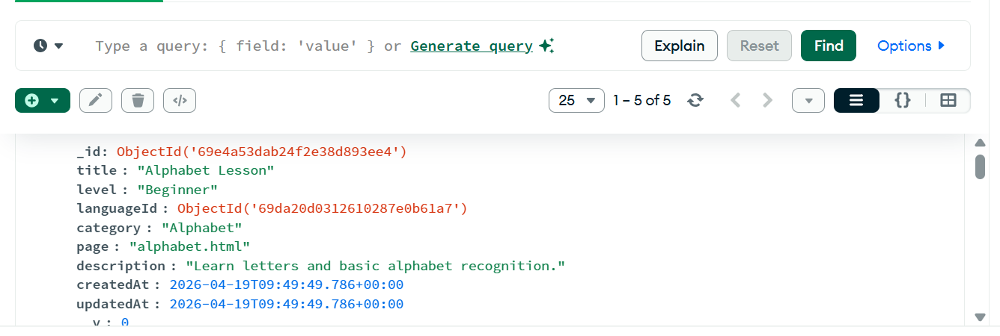 Type a query: { field: 'value' } or Generate query
Explain
Reset
Find
Options
25
1 – 5 of 5
_id: ObjectId('69e4a53dab24f2e38d893ee4')
title : "Alphabet Lesson"
level : "Beginner"
languageId : ObjectId('69da20d0312610287e0b61a7')
category : "Alphabet"
page : "alphabet.html"
description : "Learn letters and basic alphabet recognition."
createdAt : 2026-04-19T09:49:49.786+00:00
updatedAt : 2026-04-19T09:49:49.786+00:00
__v : 0